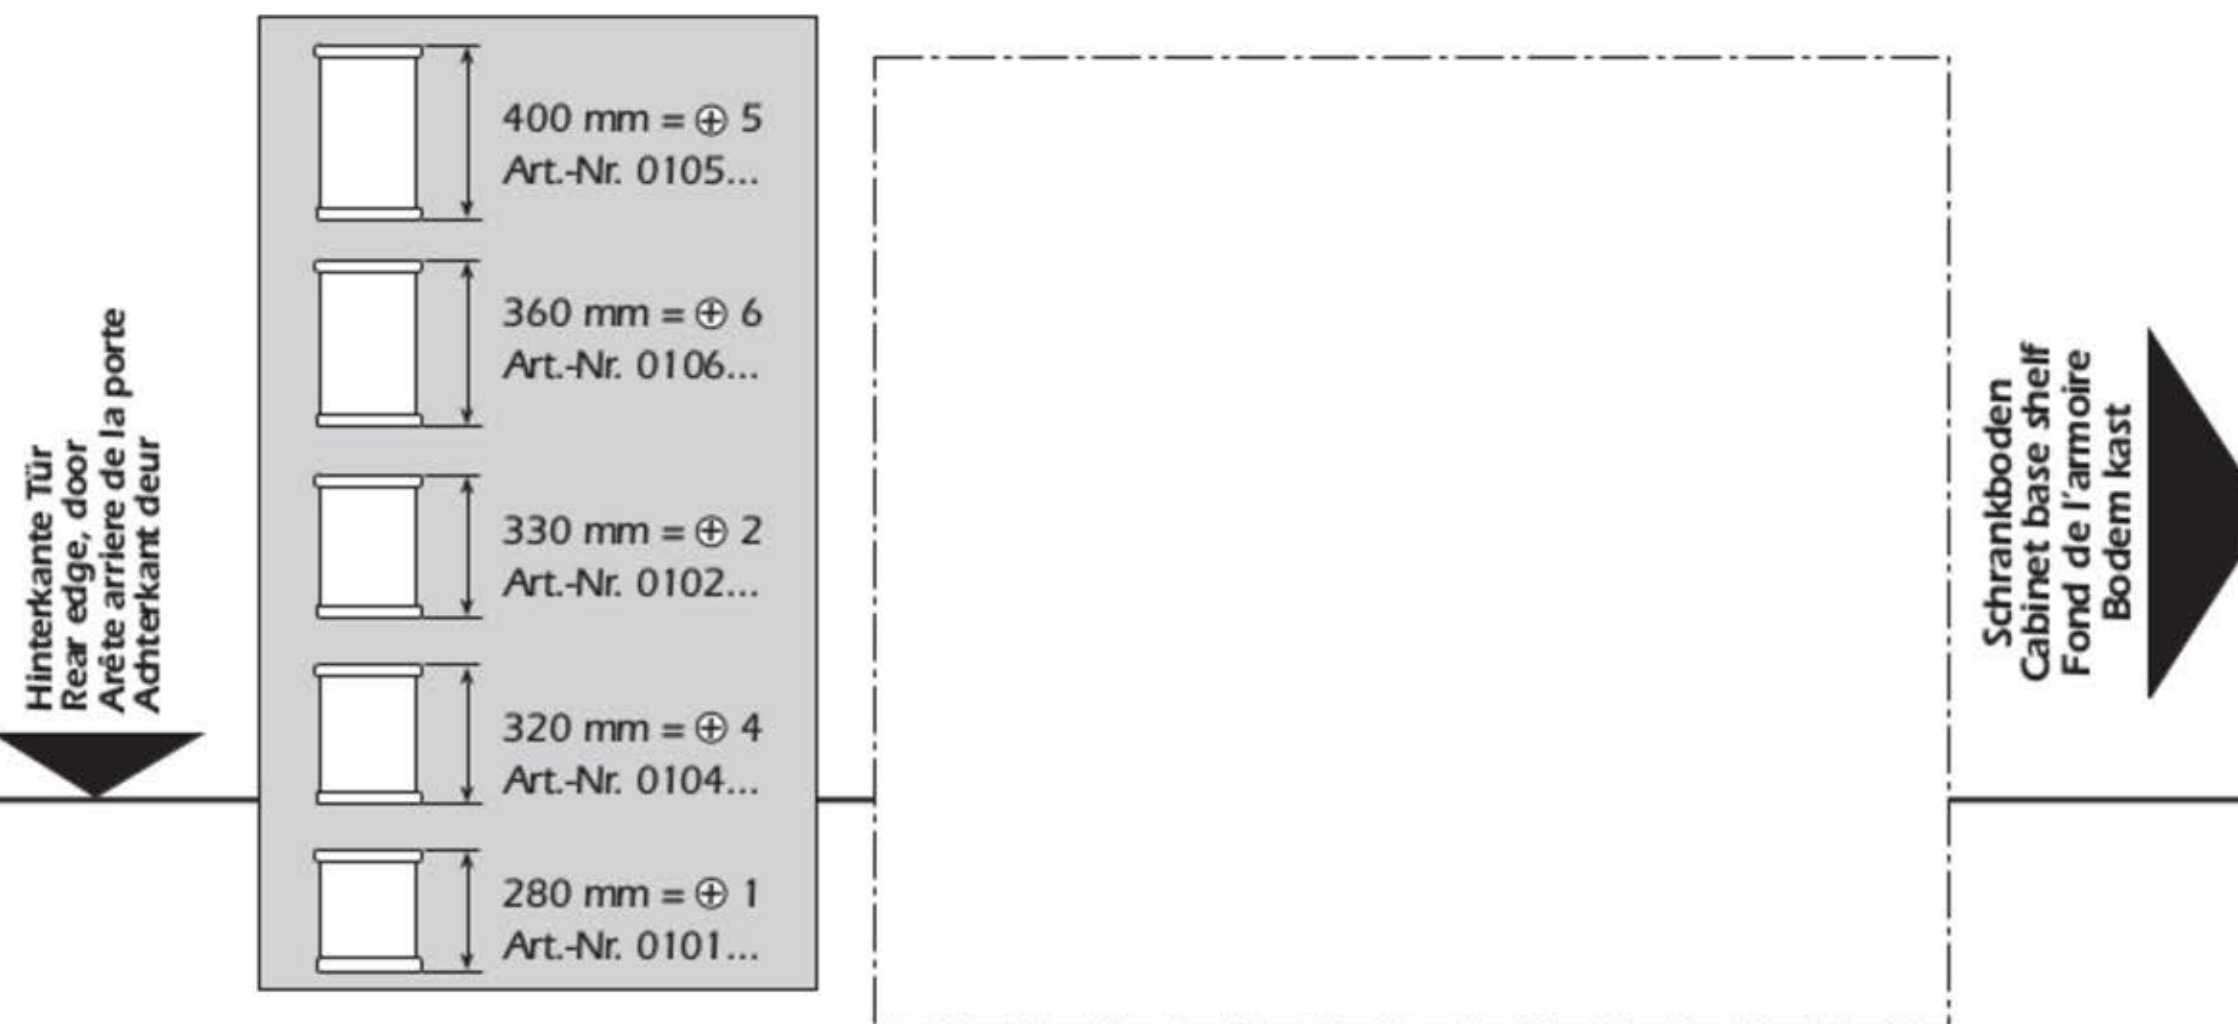 Hinterkante Tür
Rear edge, door
Aréte arriere de la porte
Achterkant deur
400 mm = ⊕ 5
Art.-Nr. 0105...
360 mm = ⊕ 6
Art.-Nr. 0106...
330 mm = ⊕ 2
Art.-Nr. 0102...
320 mm = ⊕ 4
Art.-Nr. 0104...
280 mm = ⊕ 1
Art.-Nr. 0101...
Schrankboden
Cabinet base shelf
Fond de l'armoire
Bodem kast